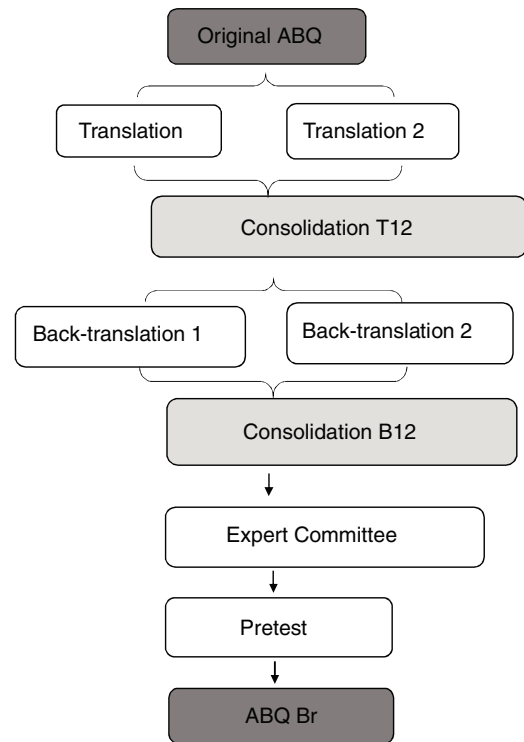 Original ABQ
Translation
Translation 2
Consolidation T12
Back-translation 1
Back-translation 2
Consolidation B12
Expert Committee
Pretest
ABQ Br